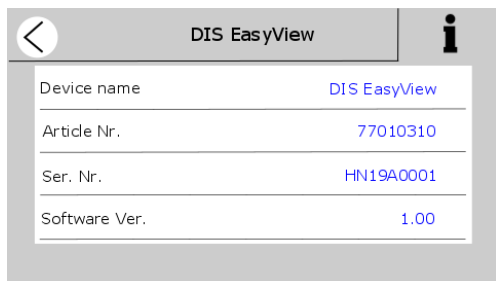 DIS EasyView
Device name DIS EasyView
Article Nr. 77010310
Ser. Nr. HN19A0001
Software Ver. 1.00